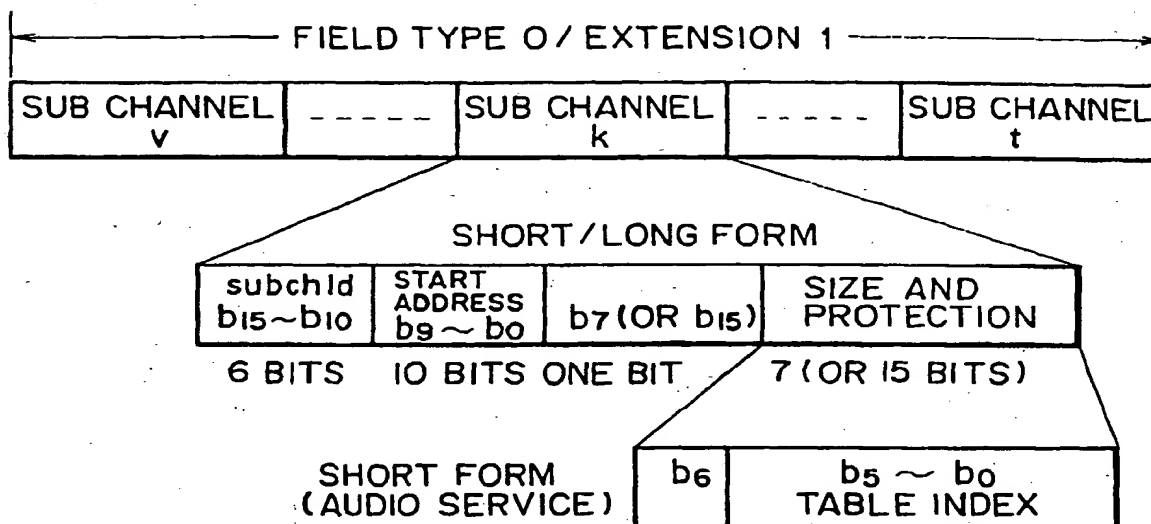 FIELD TYPE 0/ EXTENSION 1
SUB CHANNEL
v
-----
SUB CHANNEL
k
-----
SUB CHANNEL
t
SHORT/LONG FORM
subchId
b15~b10
START
ADDRESS
b9 ~ b0
b7 (OR b15)
SIZE AND
PROTECTION
6 BITS
10 BITS
ONE BIT
7 (OR 15 BITS)
SHORT FORM
(AUDIO SERVICE)
b6
b5 ~ b0
TABLE INDEX